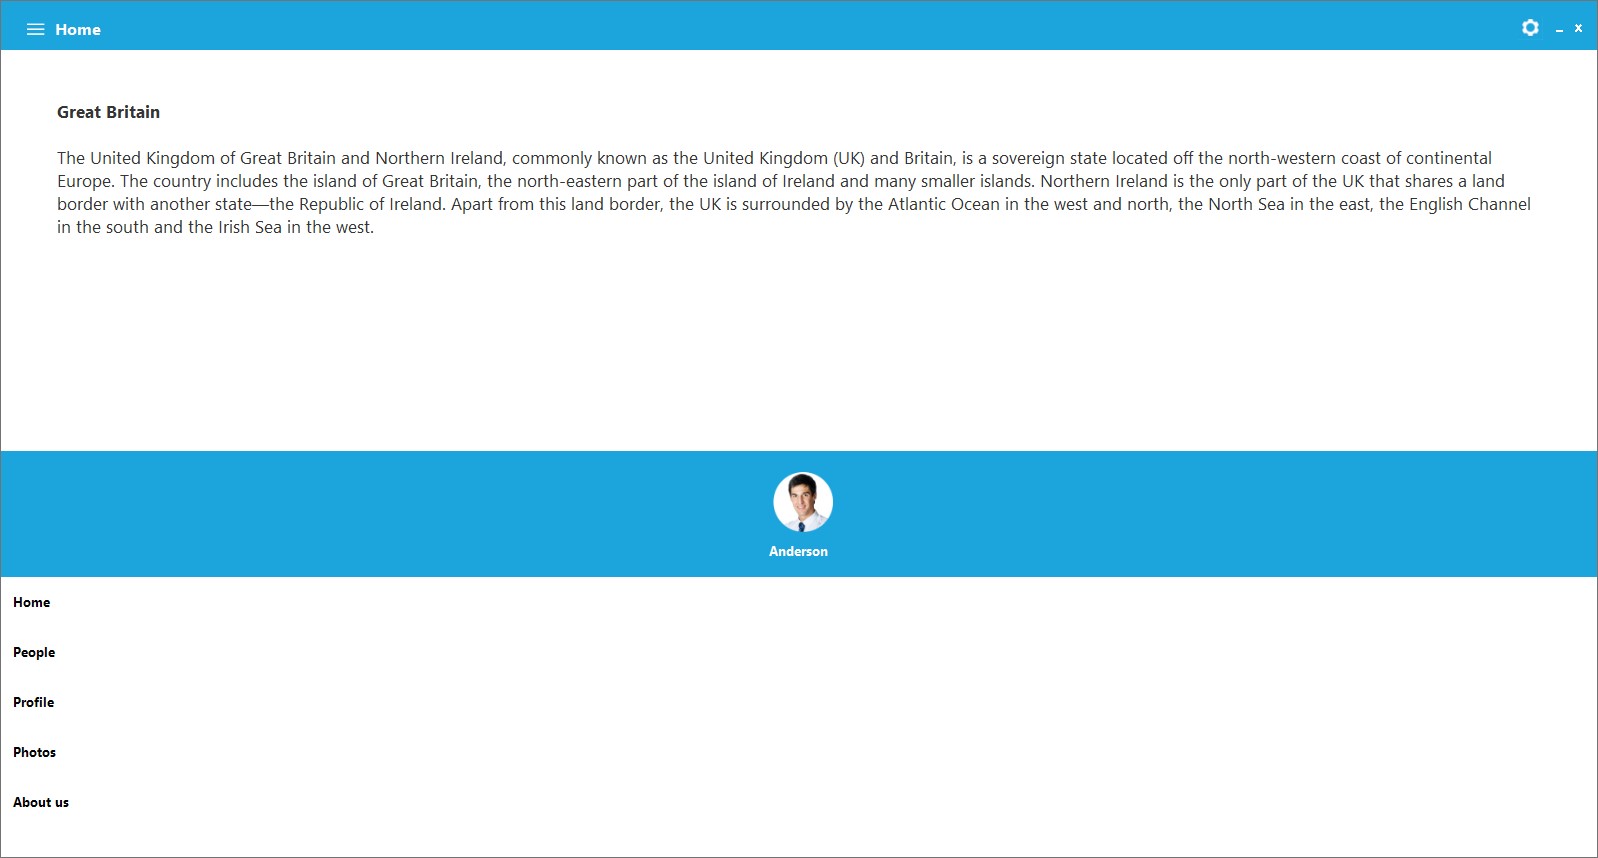 Home
Great Britain
The United Kingdom of Great Britain and Northern Ireland, commonly known as the United Kingdom (UK) and Britain, is a sovereign state located off the north-western coast of continental
Europe. The country includes the island of Great Britain, the north-eastern part of the island of Ireland and many smaller islands. Northern Ireland is the only part of the UK that shares a land
border with another state—the Republic of Ireland. Apart from this land border, the UK is surrounded by the Atlantic Ocean in the west and north, the North Sea in the east, the English Channel
in the south and the Irish Sea in the west.
Anderson
Home
People
Profile
Photos
About us